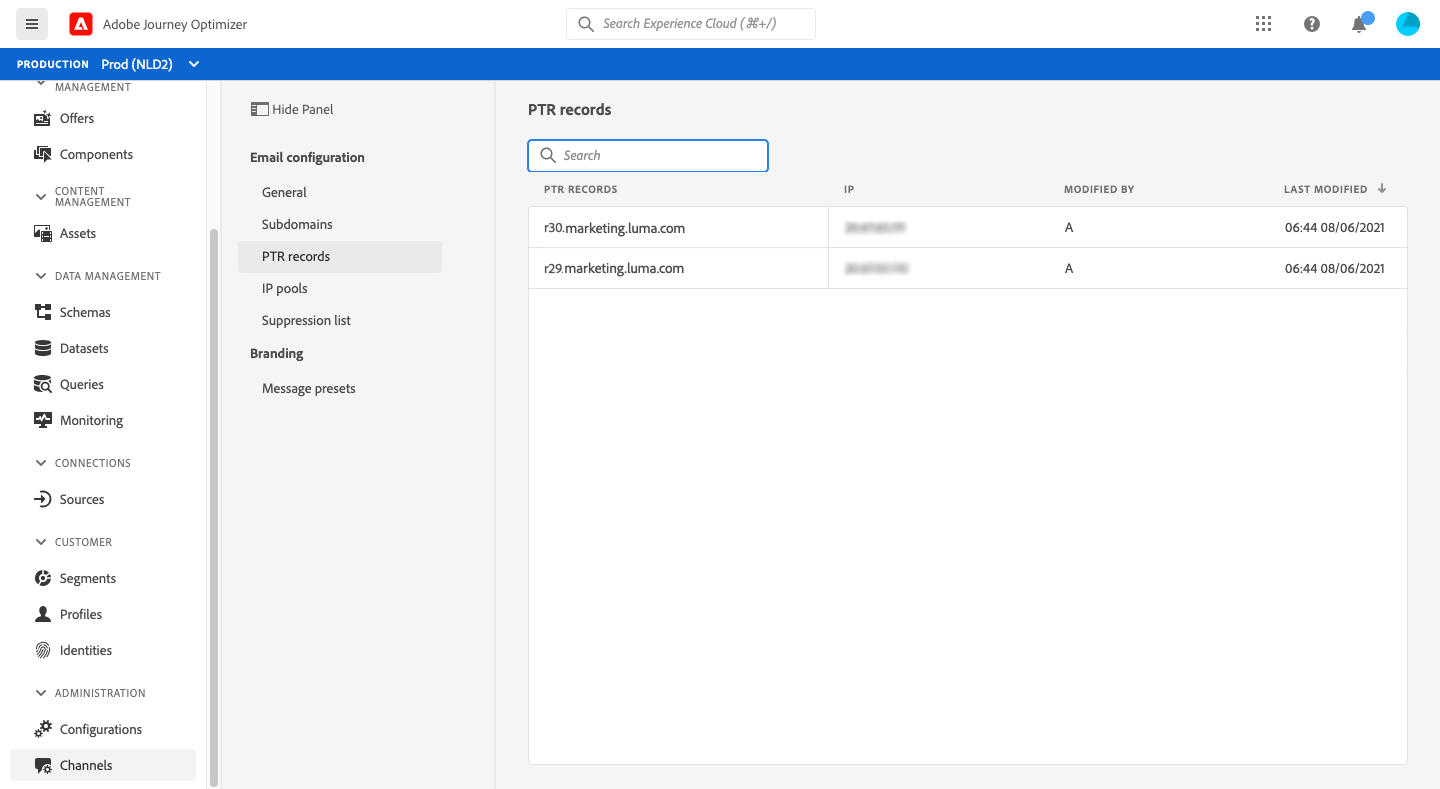 Adobe Journey Optimizer
Search Experience Cloud (⌘+/)
PRODUCTION Prod (NLD2)
MANAGEMENT
Offers
Components
CONTENT
MANAGEMENT
Assets
DATA MANAGEMENT
Schemas
Datasets
Queries
Monitoring
CONNECTIONS
Sources
CUSTOMER
Segments
Profiles
Identities
ADMINISTRATION
Configurations
Channels
Hide Panel
Email configuration
General
Subdomains
PTR records
IP pools
Suppression list
Branding
Message presets
PTR records
Search
PTR RECORDS IP MODIFIED BY LAST MODIFIED
r30.marketing.luma.com A 06:44 08/06/2021
r29.marketing.luma.com A 06:44 08/06/2021